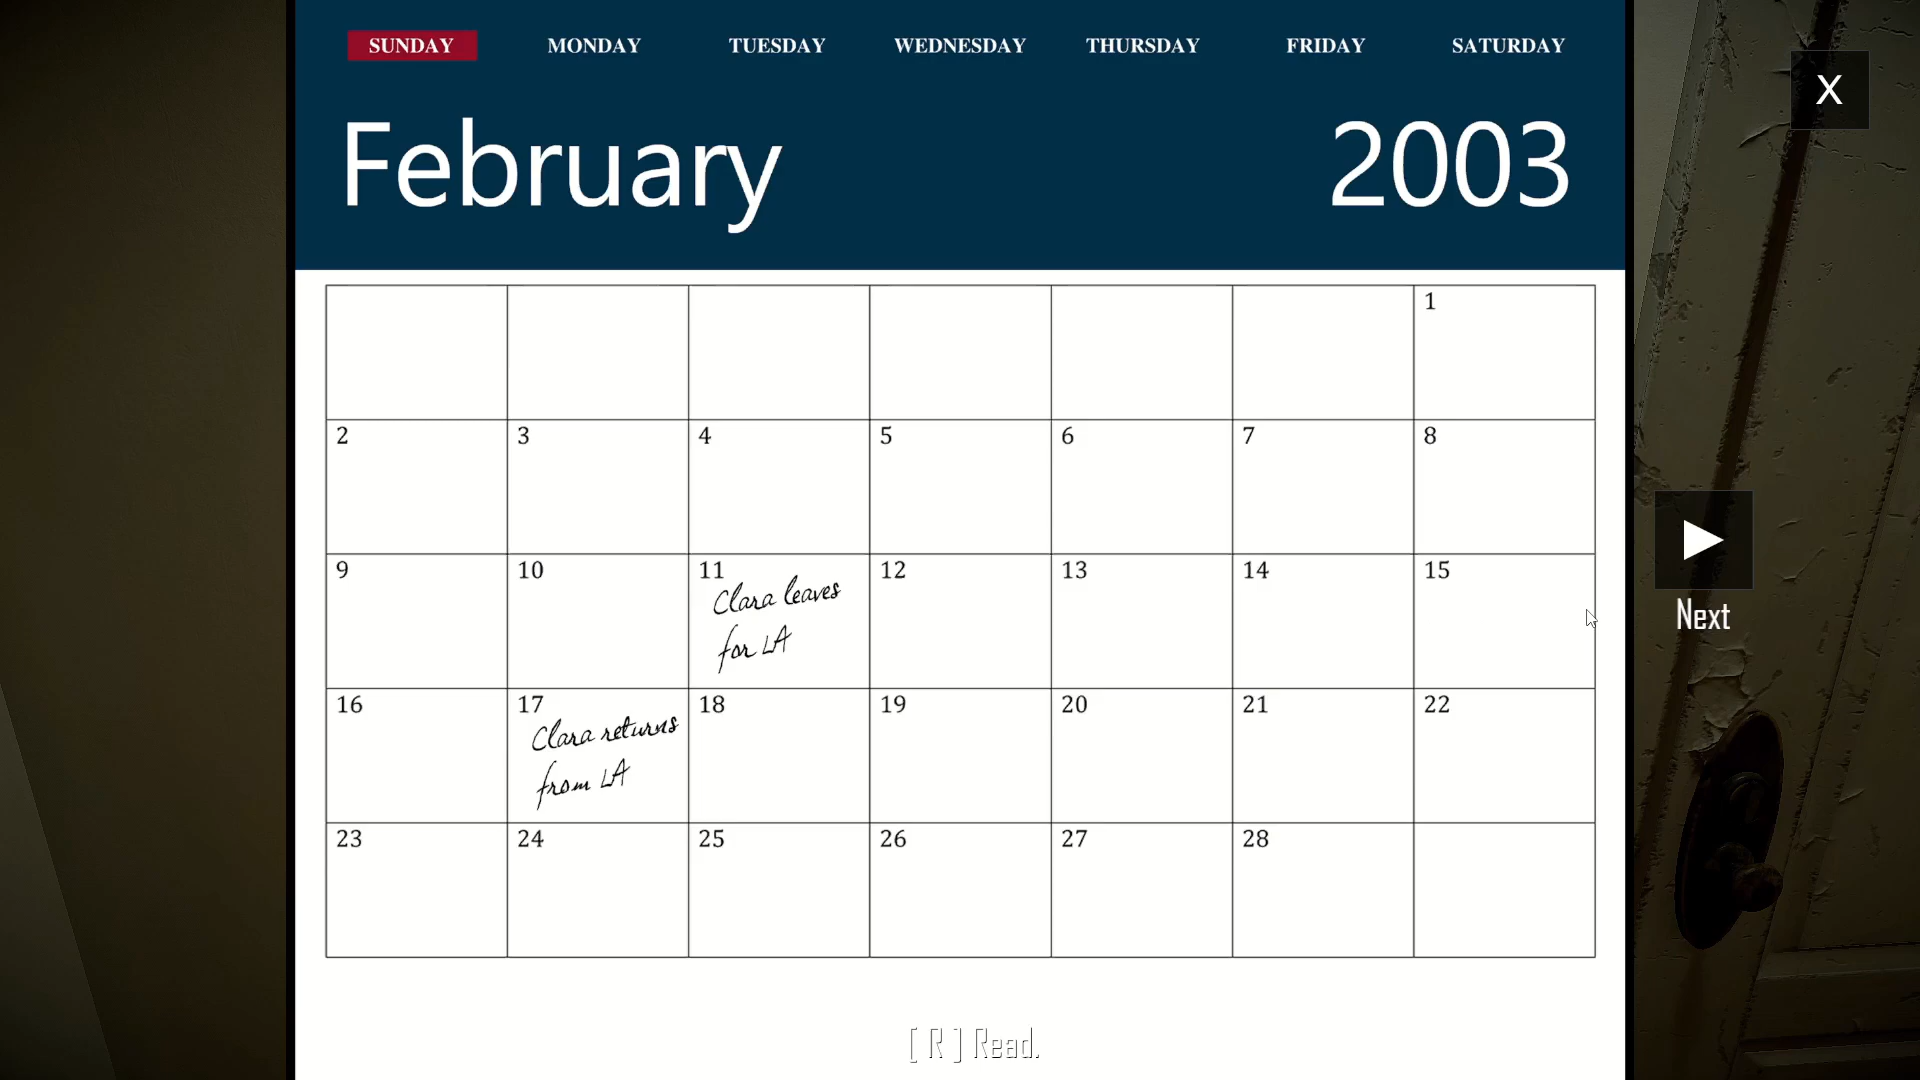 SUNDAY MONDAY TUESDAY WEDNESDAY THURSDAY FRIDAY SATURDAY
X
February 2003
1
2 3 4 5 6 7 8
9 10 11 12 13 14 15
Clara leaves
for LA
Next
16 17 18 19 20 21 22
Clara returns
from LA
23 24 25 26 27 28
[ R ] Read.